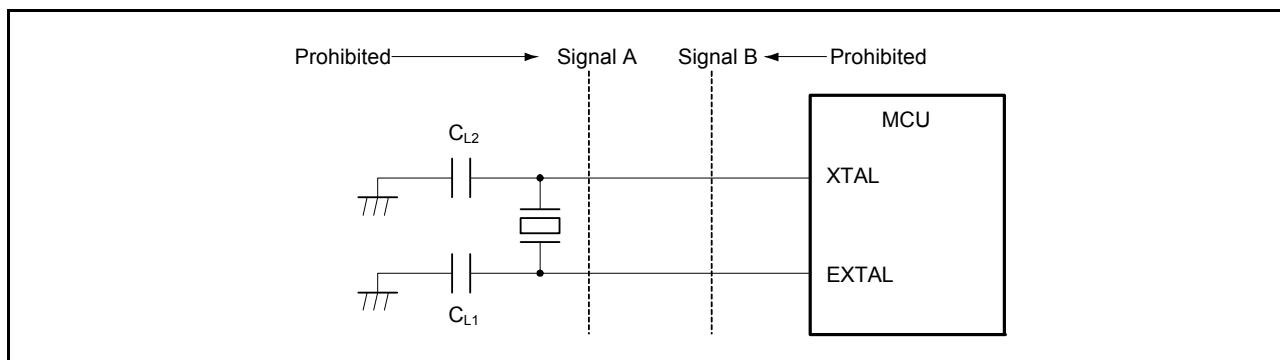 Prohibited Signal A Signal B Prohibited
MCU
CL2
XTAL
EXTAL
CL1